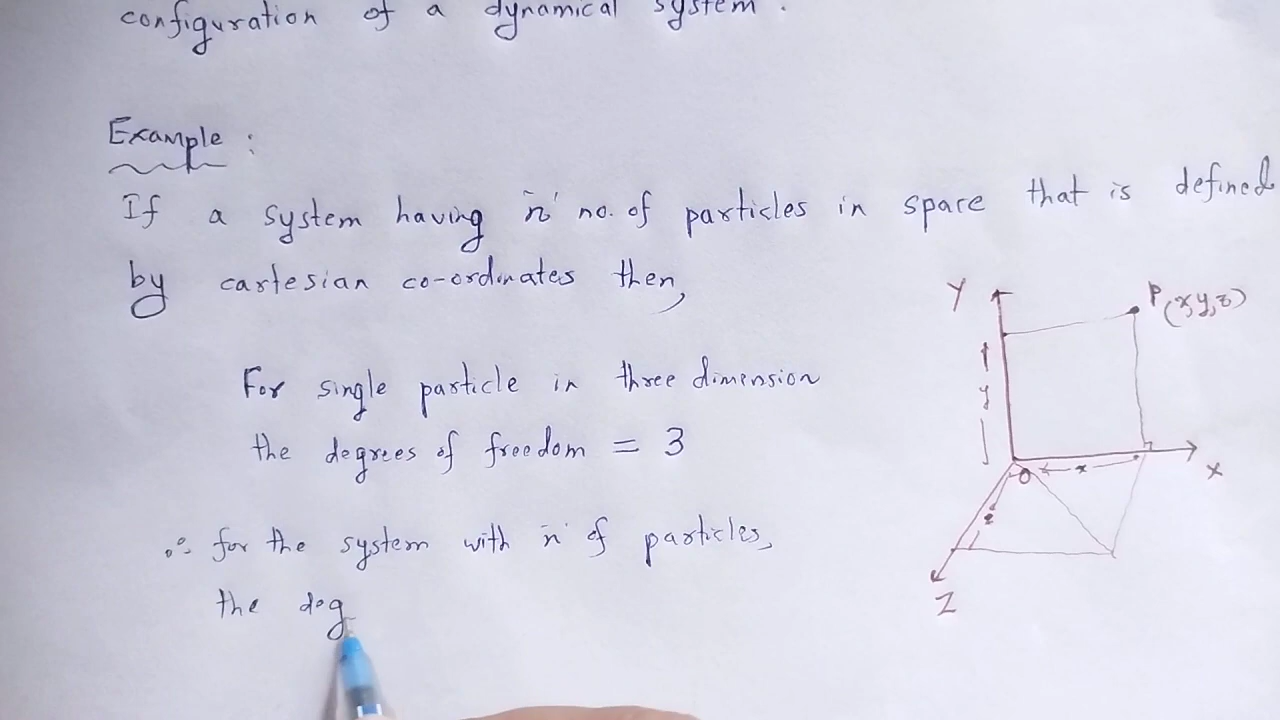 configuration of a dynamical system.
Example :
If a system having 'n' no. of particles in space that is defined
by cartesian co-ordinates then,
For single particle in three dimension
the degrees of freedom = 3
∴ for the system with 'n' of particles,
the deg
Y
P(x,y,z)
y
O
x
X
z
Z